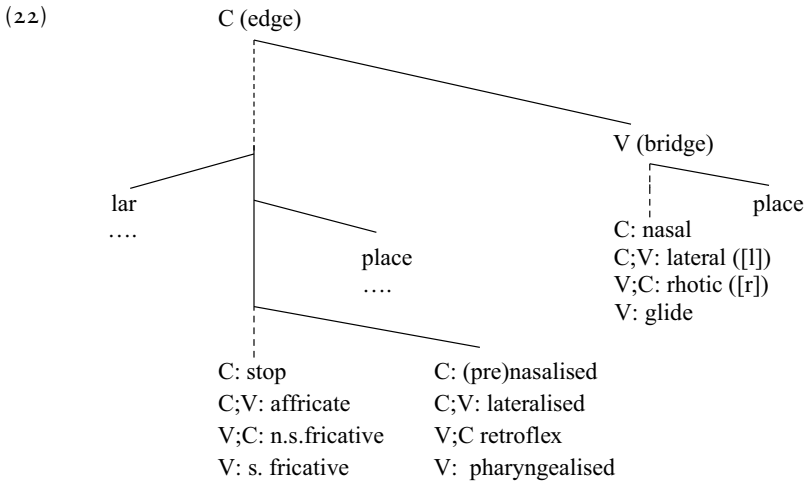 (22)
C (edge)
V (bridge)
lar
....
place
....
place
C: nasal
C;V: lateral ([l])
V;C: rhotic ([r])
V: glide
C: stop
C;V: affricate
V;C: n.s.fricative
V: s. fricative
C: (pre)nasalised
C;V: lateralised
V;C retroflex
V: pharyngealised